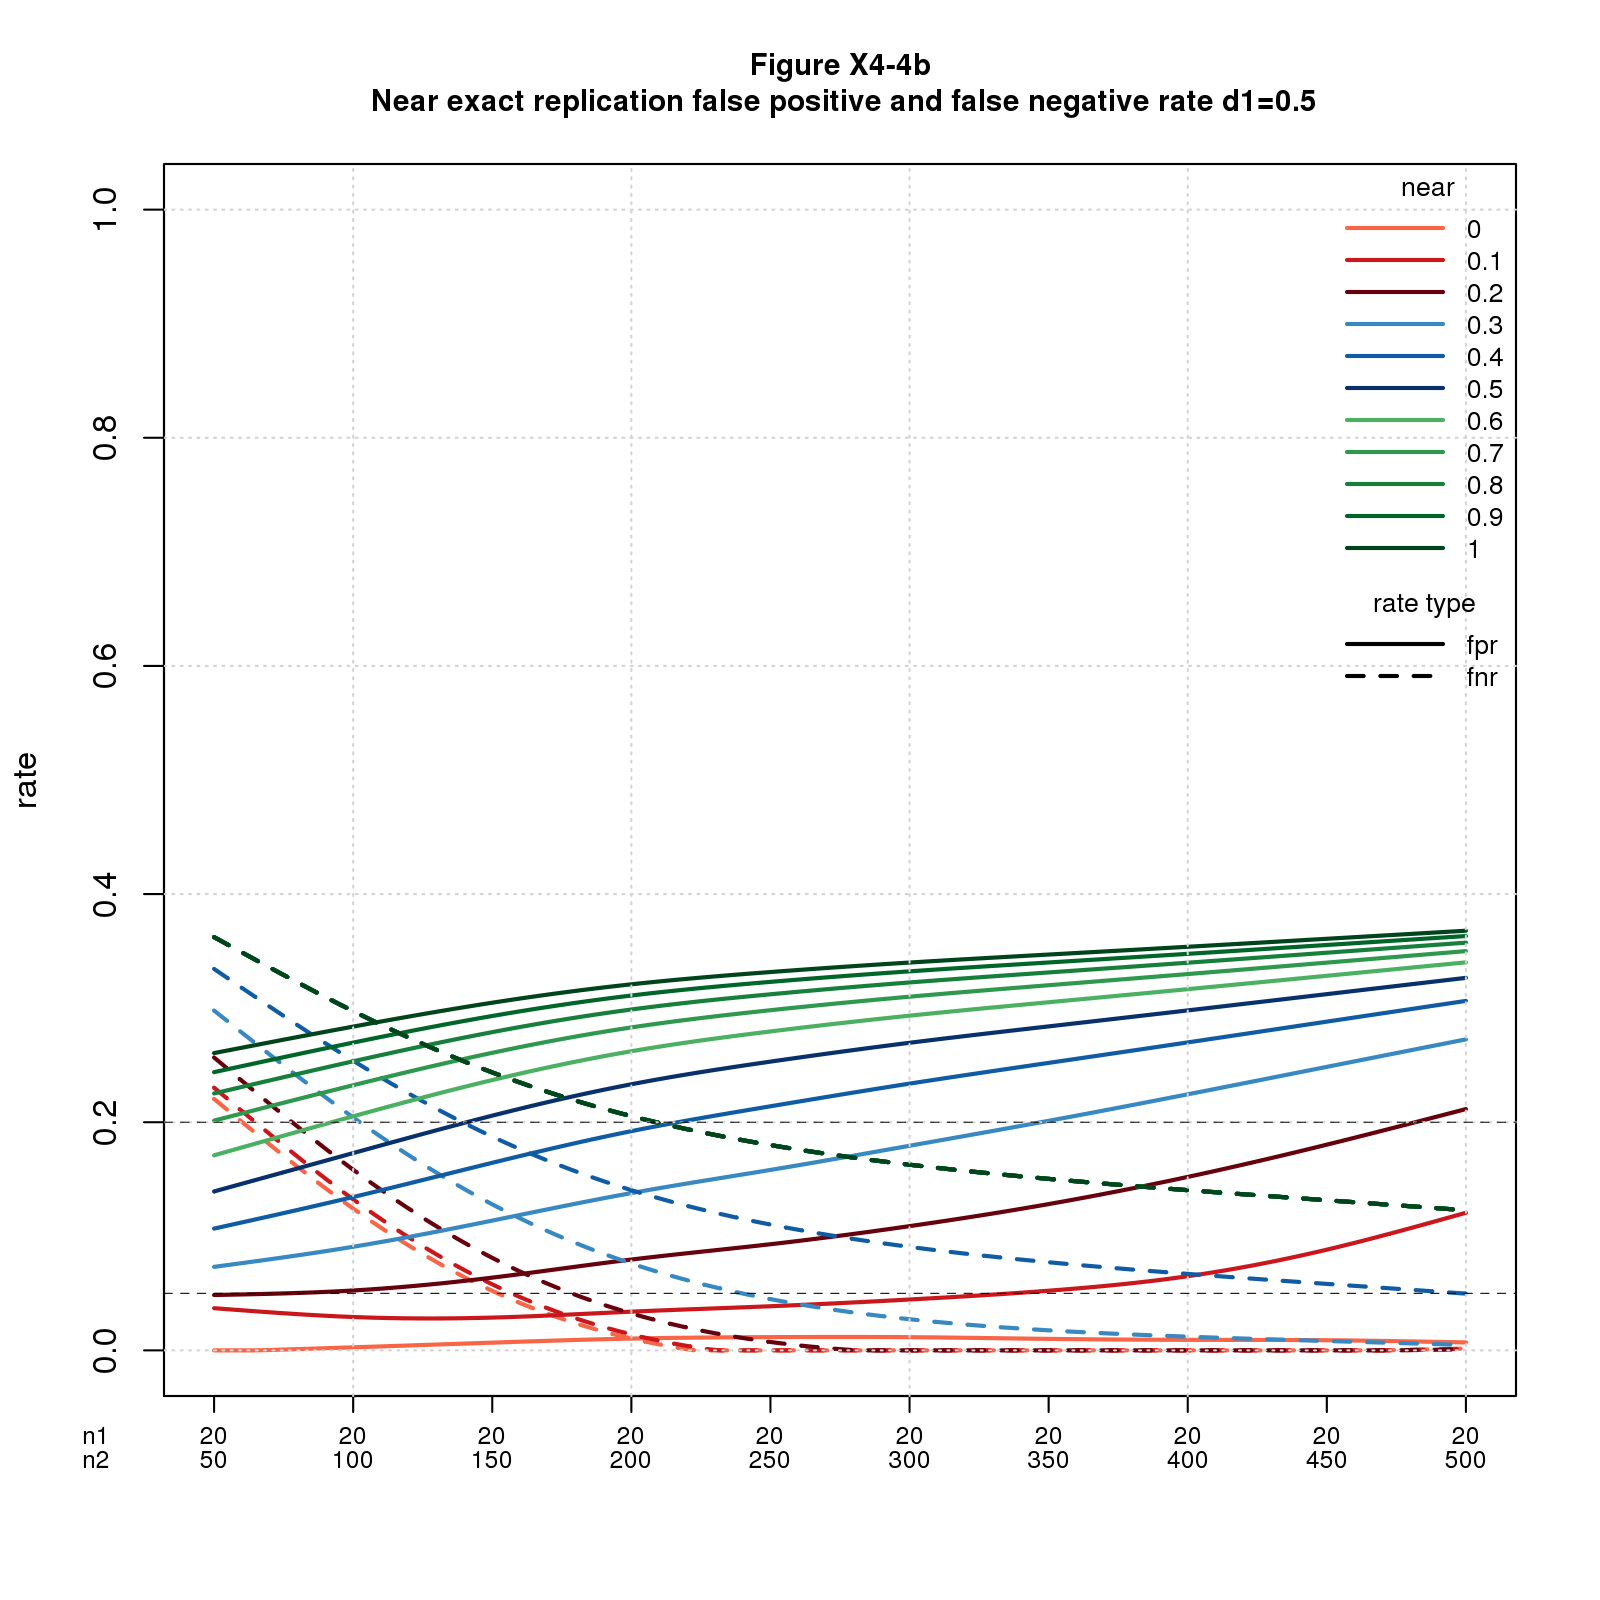 Figure X4-4b
Near exact replication false positive and false negative rate d1=0.5
near
0
0.1
0.2
0.3
0.4
0.5
0.6
0.7
0.8
0.9
1
rate type
fpr
fnr
rate
1.0
0.8
0.6
0.4
0.2
0.0
n1 20 20 20 20 20 20 20 20 20 20
n2 50 100 150 200 250 300 350 400 450 500